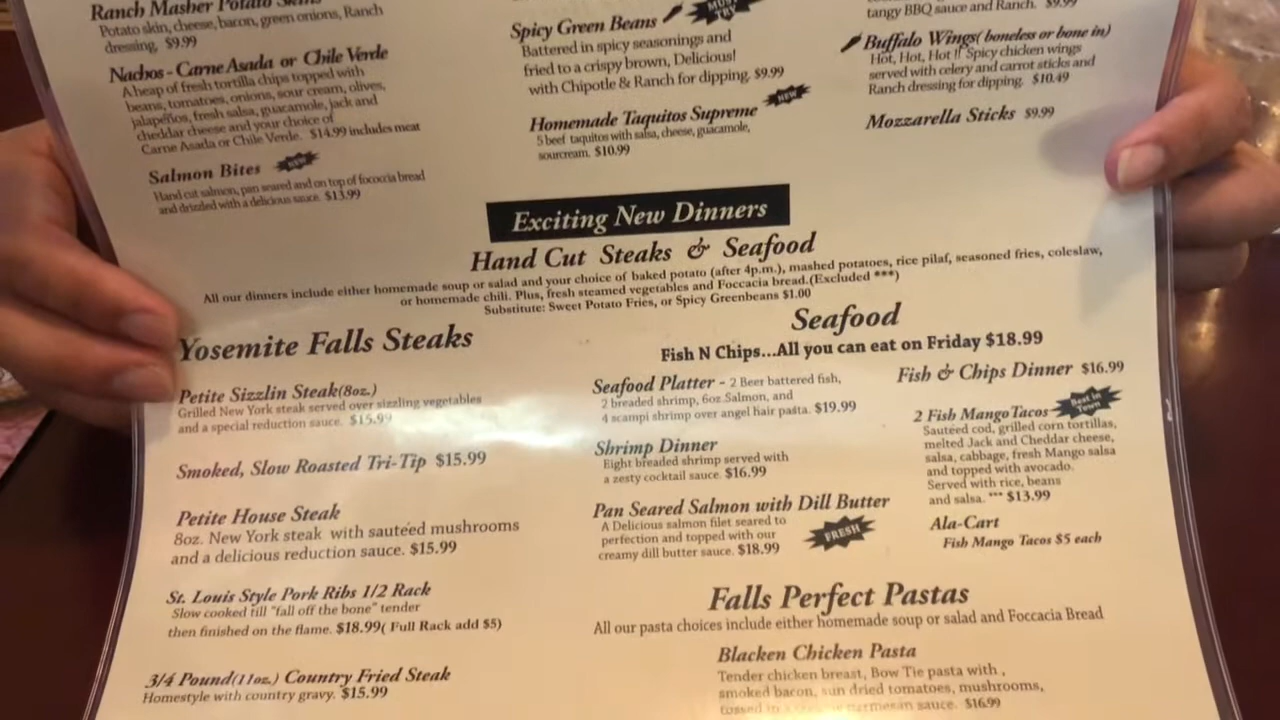 Ranch Masher Potato Skins
Potato skin, cheese, bacon, green onions, Ranch
dressing, $9.99
Nachos - Carne Asada or Chile Verde
A heap of fresh tortilla chips topped with
beans, tomatoes, onions, sour cream, olives,
jalapeños, fresh salsa, guacamole, jack and
cheddar cheese and your choice of
Carne Asada or Chile Verde. $14.99 includes meat
Salmon Bites NEW
Hand cut salmon, pan seared and on top of fococcia bread
and drizzled with a delicious sauce. $13.99
Spicy Green Beans
Battered in spicy seasonings and
fried to a crispy brown, Delicious!
with Chipotle & Ranch for dipping. $9.99
Homemade Taquitos Supreme NEW
5 beef taquitos with salsa, cheese, guacamole,
sourcream. $10.99
tangy BBQ sauce and Ranch. $9.99
Buffalo Wings( boneless or bone in)
Hot, Hot, Hot !! Spicy chicken wings
served with celery and carrot sticks and
Ranch dressing for dipping. $10.49
Mozzarella Sticks $9.99
Exciting New Dinners
Hand Cut Steaks & Seafood
All our dinners include either homemade soup or salad and your choice of baked potato (after 4p.m.), mashed potatoes, rice pilaf, seasoned fries, coleslaw,
or homemade chili. Plus, fresh steamed vegetables and Foccacia bread.(Excluded ***)
Substitute: Sweet Potato Fries, or Spicy Greenbeans $1.00
Yosemite Falls Steaks
Petite Sizzlin Steak(8oz.)
Grilled New York steak served over sizzling vegetables
and a special reduction sauce. $15.99
Smoked, Slow Roasted Tri-Tip $15.99
Petite House Steak
8oz. New York steak with sautéed mushrooms
and a delicious reduction sauce. $15.99
St. Louis Style Pork Ribs 1/2 Rack
Slow cooked till "fall off the bone" tender
then finished on the flame. $18.99( Full Rack add $5)
3/4 Pound(11oz.) Country Fried Steak
Homestyle with country gravy. $15.99
Seafood
Fish N Chips...All you can eat on Friday $18.99
Seafood Platter - 2 Beer battered fish,
2 breaded shrimp, 6oz Salmon, and
4 scampi shrimp over angel hair pasta. $19.99
Shrimp Dinner
Eight breaded shrimp served with
a zesty cocktail sauce. $16.99
Pan Seared Salmon with Dill Butter
A Delicious salmon filet seared to
perfection and topped with our
creamy dill butter sauce. $18.99
FRESH
Fish & Chips Dinner $16.99
2 Fish Mango Tacos Best in Town
Sautéed cod, grilled corn tortillas,
melted Jack and Cheddar cheese,
salsa, cabbage, fresh Mango salsa
and topped with avocado.
Served with rice, beans
and salsa. *** $13.99
Ala-Cart
Fish Mango Tacos $5 each
Falls Perfect Pastas
All our pasta choices include either homemade soup or salad and Foccacia Bread
Blacken Chicken Pasta
Tender chicken breast, Bow Tie pasta with ,
smoked bacon, sun dried tomatoes, mushrooms,
tossed in a parmesan sauce. $16.99